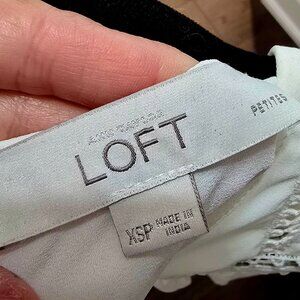 ANN TAYLOR
LOFT
PETITES
XSP
MADE IN
INDIA